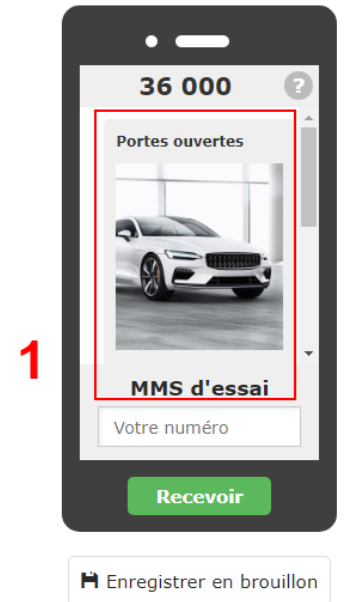 36 000
?
Portes ouvertes
1
MMS d'essai
Votre numéro
Recevoir
Enregistrer en brouillon